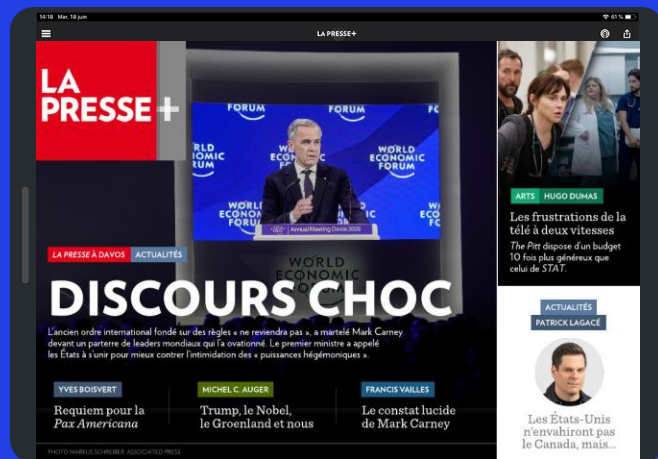 14:18 Mar. 18 juin
61 %
LA PRESSE+
LA
PRESSE+
FORUM
FORUM
WORLD
ECONOMIC
FORUM
Annual Meeting Davos 2026
WORLD
ECONOMIC
FORUM
LA PRESSE À DAVOS ACTUALITÉS
DISCOURS CHOC
L'ancien ordre international fondé sur des règles « ne reviendra pas », a martelé Mark Carney
devant un parterre de leaders mondiaux qui l'a ovationné. Le premier ministre a appelé
les États à s'unir pour mieux contrer l'intimidation des « puissances hégémoniques ».
YVES BOISVERT
Requiem pour la
Pax Americana
MICHEL C. AUGER
Trump, le Nobel,
le Groenland et nous
FRANCIS VAILLES
Le constat lucide
de Mark Carney
PHOTO MARKUS SCHREIBER, ASSOCIATED PRESS
ARTS HUGO DUMAS
Les frustrations de la
télé à deux vitesses
The Pitt dispose d'un budget
10 fois plus généreux que
celui de STAT.
ACTUALITÉS
PATRICK LAGACÉ
Les États-Unis
n'envahiront pas
le Canada, mais...